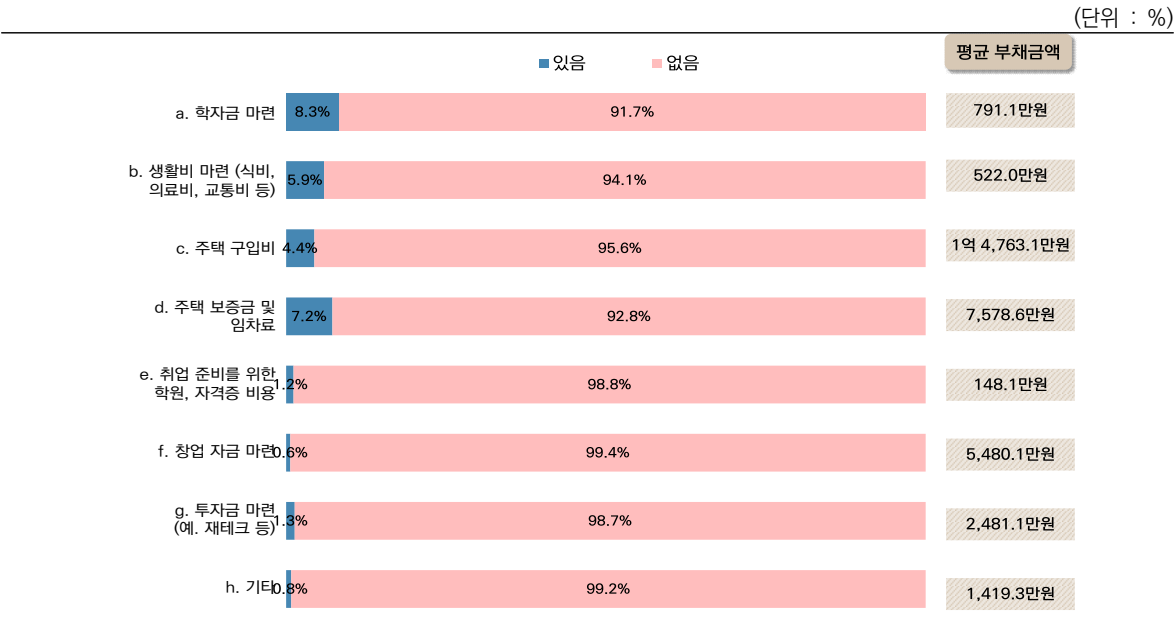 (단위 : %)
평균 부채금액
있음 없음
a. 학자금 마련 8.3% 91.7% 791.1만원
b. 생활비 마련 (식비,
의료비, 교통비 등) 5.9% 94.1% 522.0만원
c. 주택 구입비 4.4% 95.6% 1억 4,763.1만원
d. 주택 보증금 및
임차료 7.2% 92.8% 7,578.6만원
e. 취업 준비를 위한
학원, 자격증 비용 1.2% 98.8% 148.1만원
f. 창업 자금 마련 0.6% 99.4% 5,480.1만원
g. 투자금 마련
(예. 재테크 등) 1.3% 98.7% 2,481.1만원
h. 기타 0.8% 99.2% 1,419.3만원